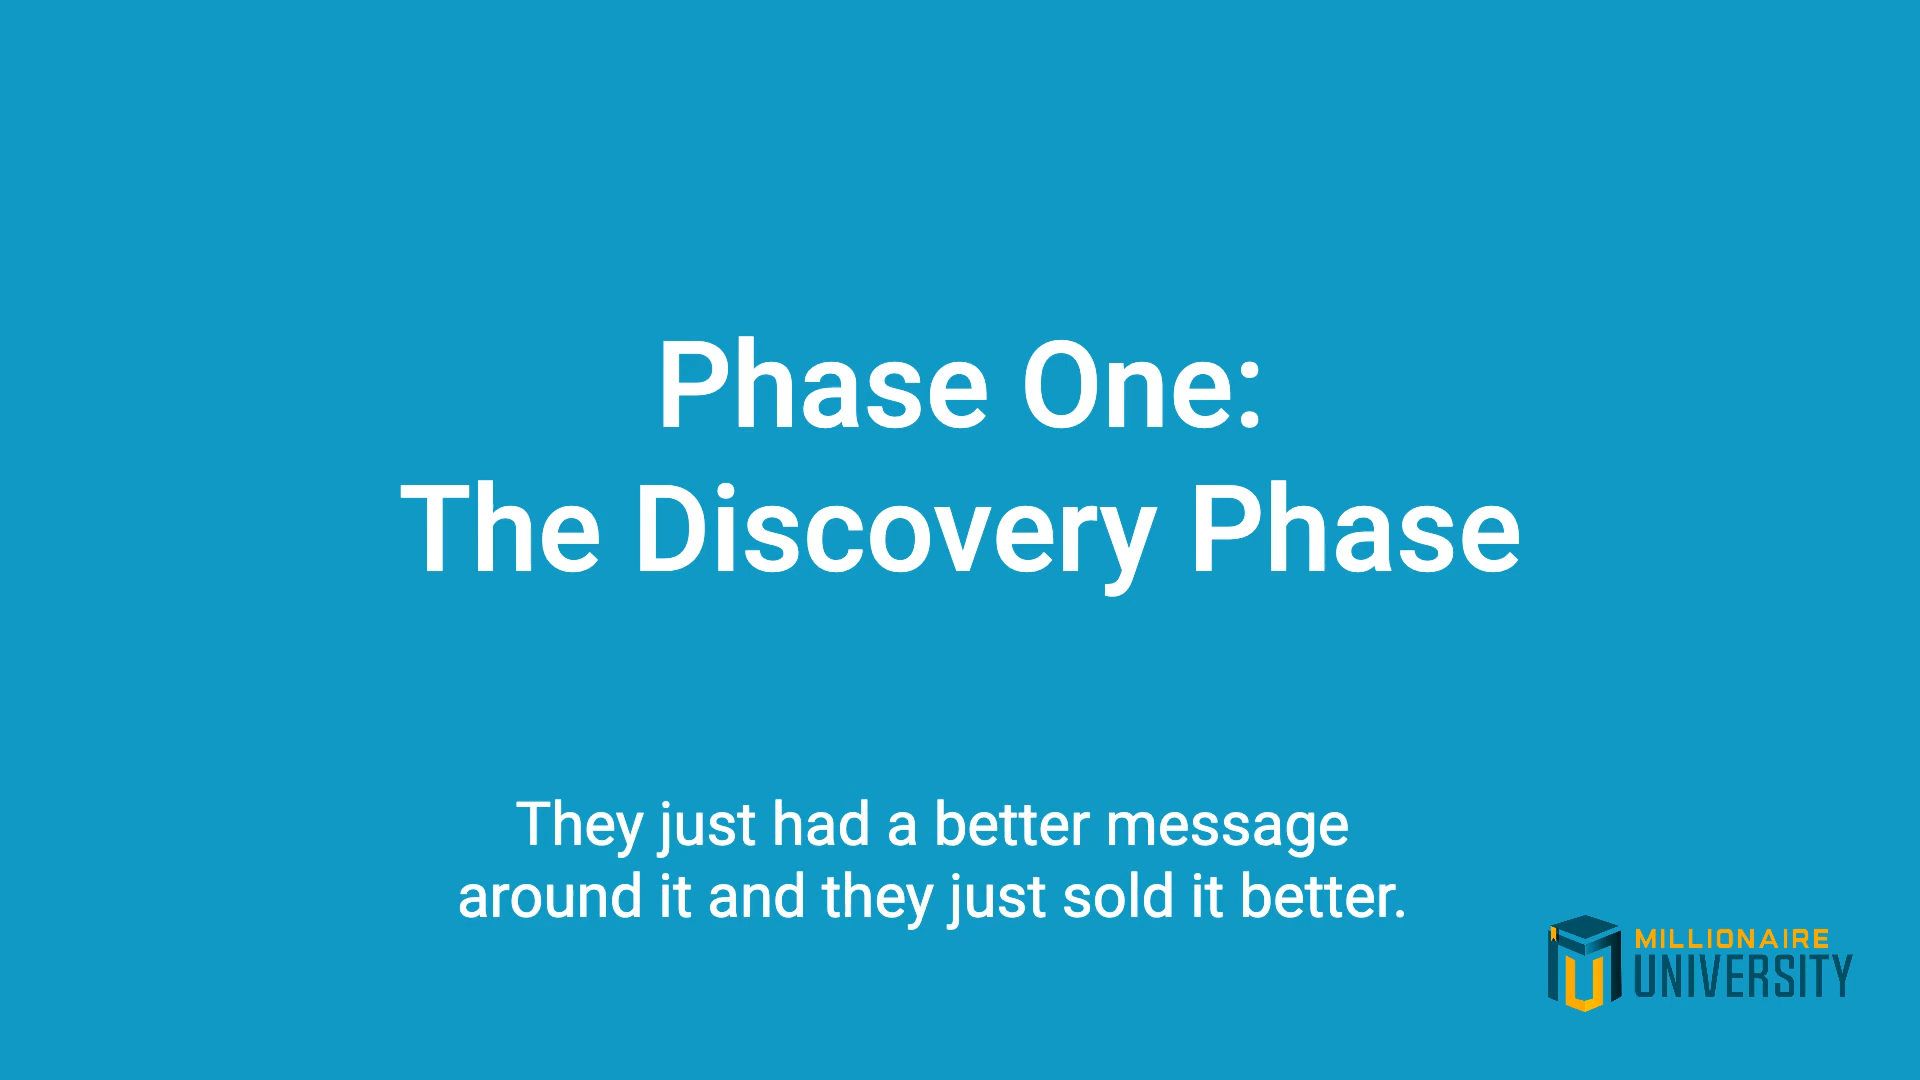 Phase One:
The Discovery Phase
They just had a better message
around it and they just sold it better.
MILLIONAIRE
UNIVERSITY